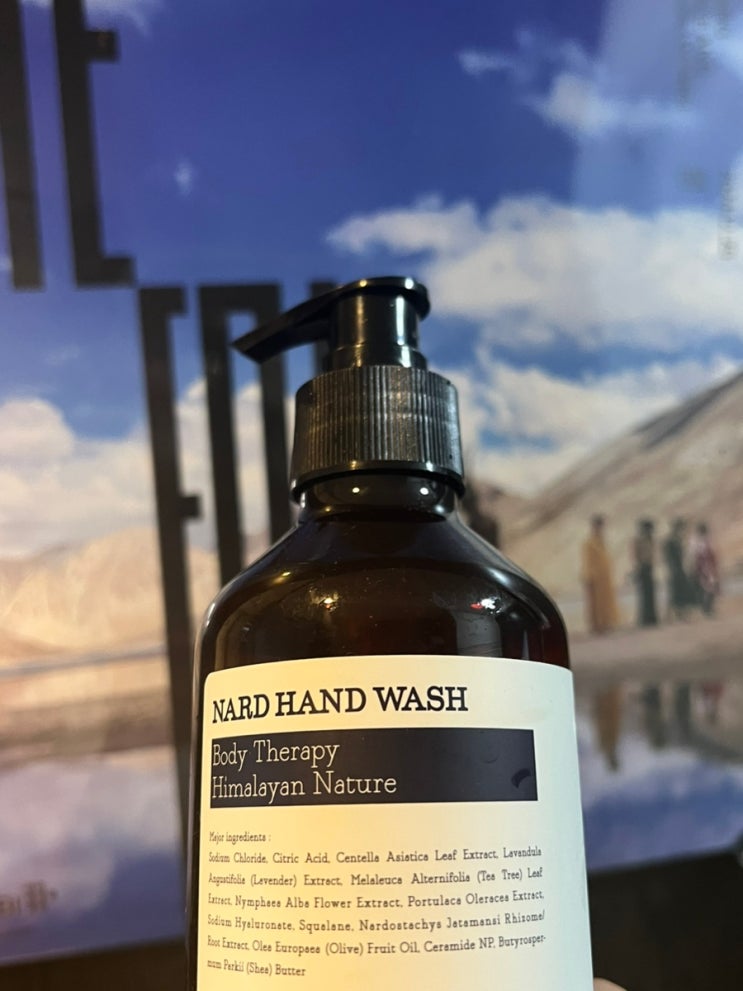 NARD HAND WASH
Body Therapy
Himalayan Nature
Major ingredients :
Sodium Chloride, Citric Acid, Centella Asiatica Leaf Extract, Lavandula
Angustifolia (Lavender) Extract, Melaleuca Alternifolia (Tea Tree) Leaf
Extract, Nymphaea Alba Flower Extract, Portulaca Oleracea Extract,
Sodium Hyaluronate, Squalane, Nardostachys Jatamansi Rhizome/
Root Extract, Olea Europaea (Olive) Fruit Oil, Ceramide NP, Butyrosper-
mum Parkii (Shea) Butter